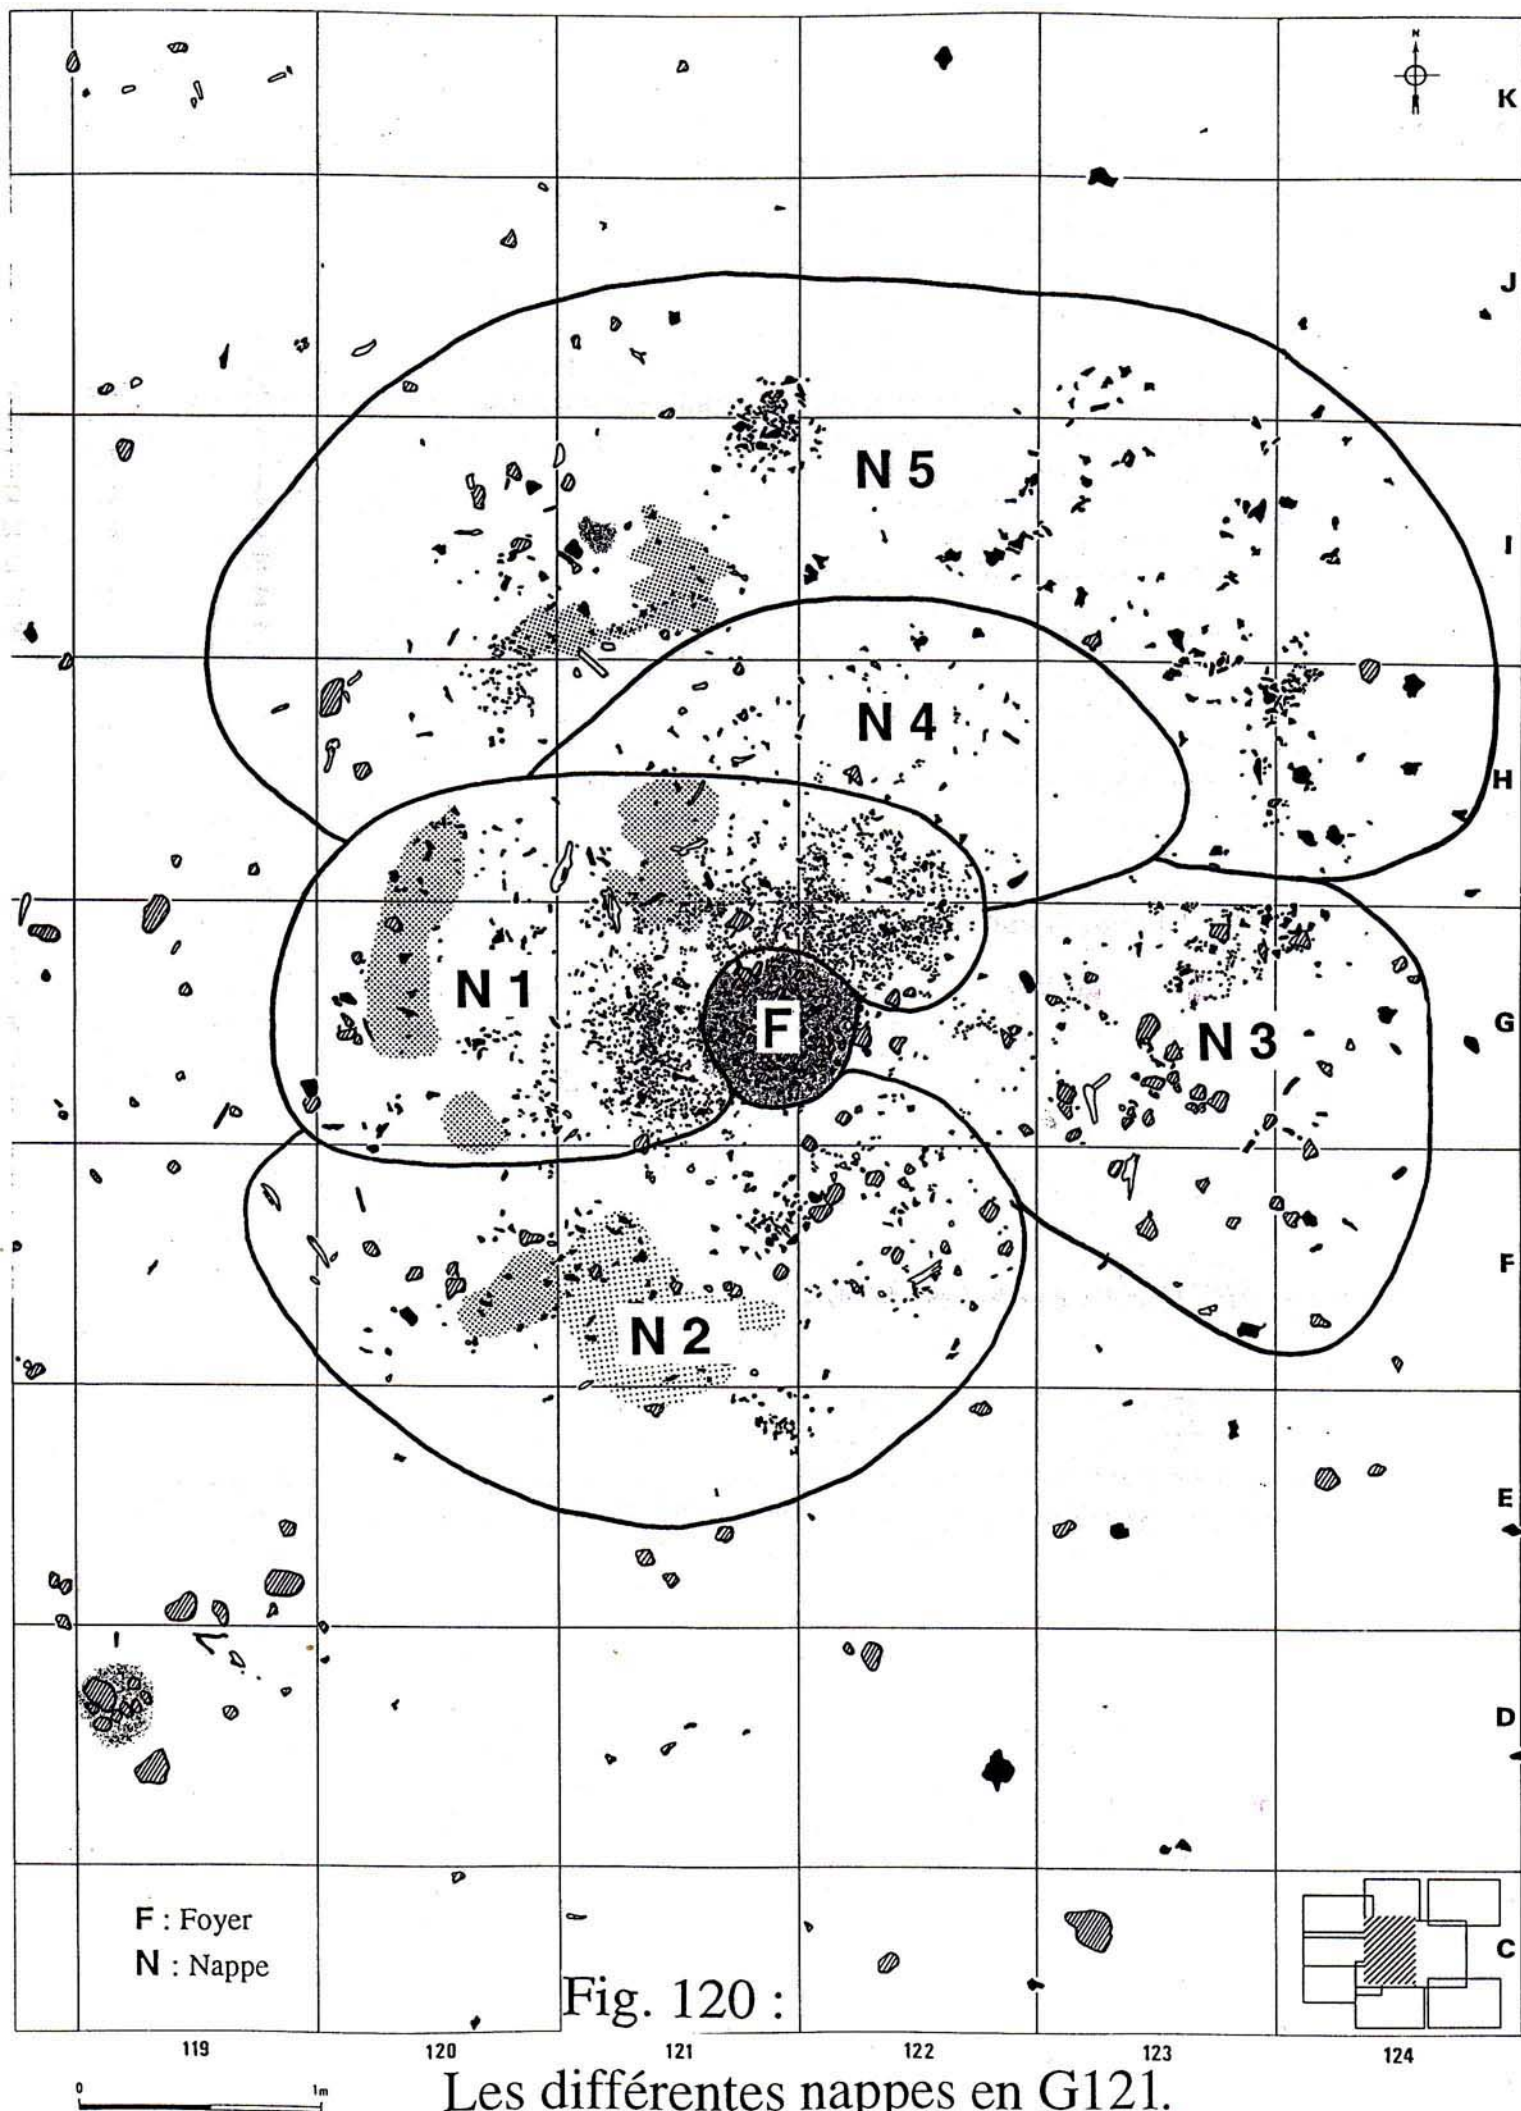 N
K
J
N 5
I
N 4
H
N 1
F
G
N 3
F
N 2
E
D
F : Foyer
N : Nappe
C
Fig. 120 :
119 120 121 122 123 124
0 1m
Les différentes nappes en G121.